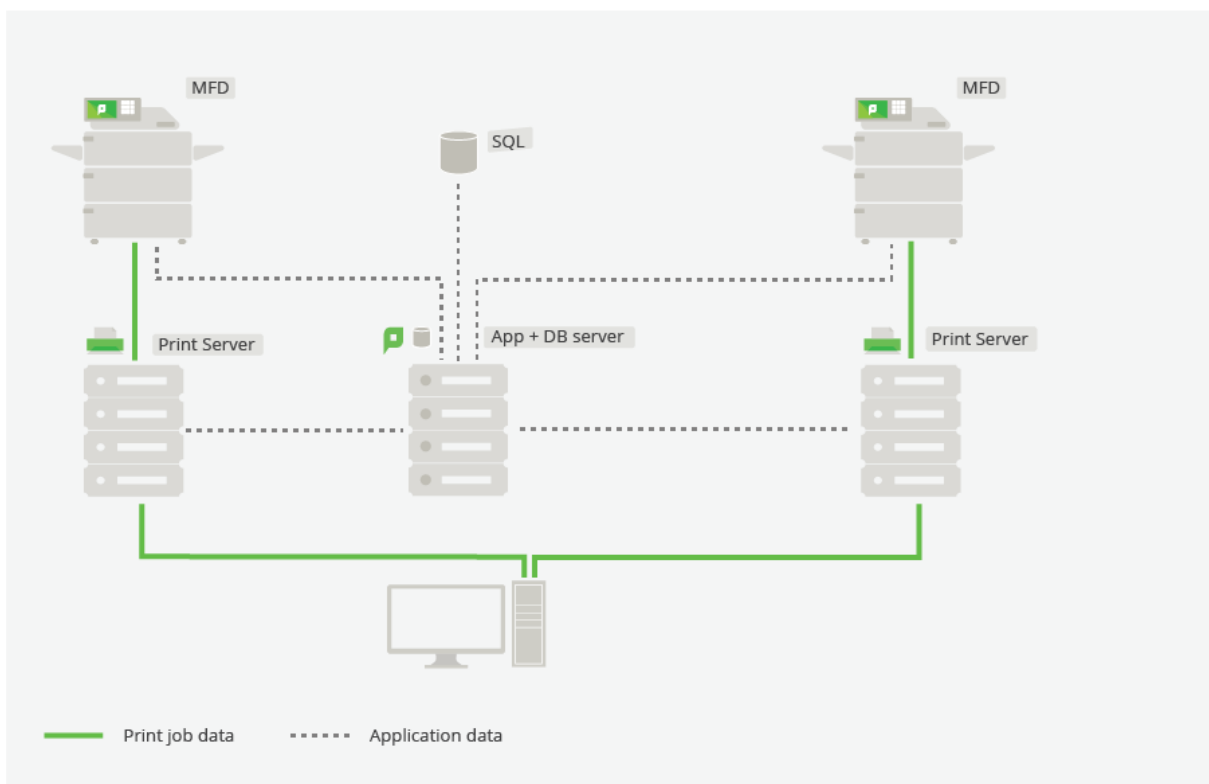 MFD
MFD
SQL
Print Server
App + DB server
Print Server
Print job data
Application data